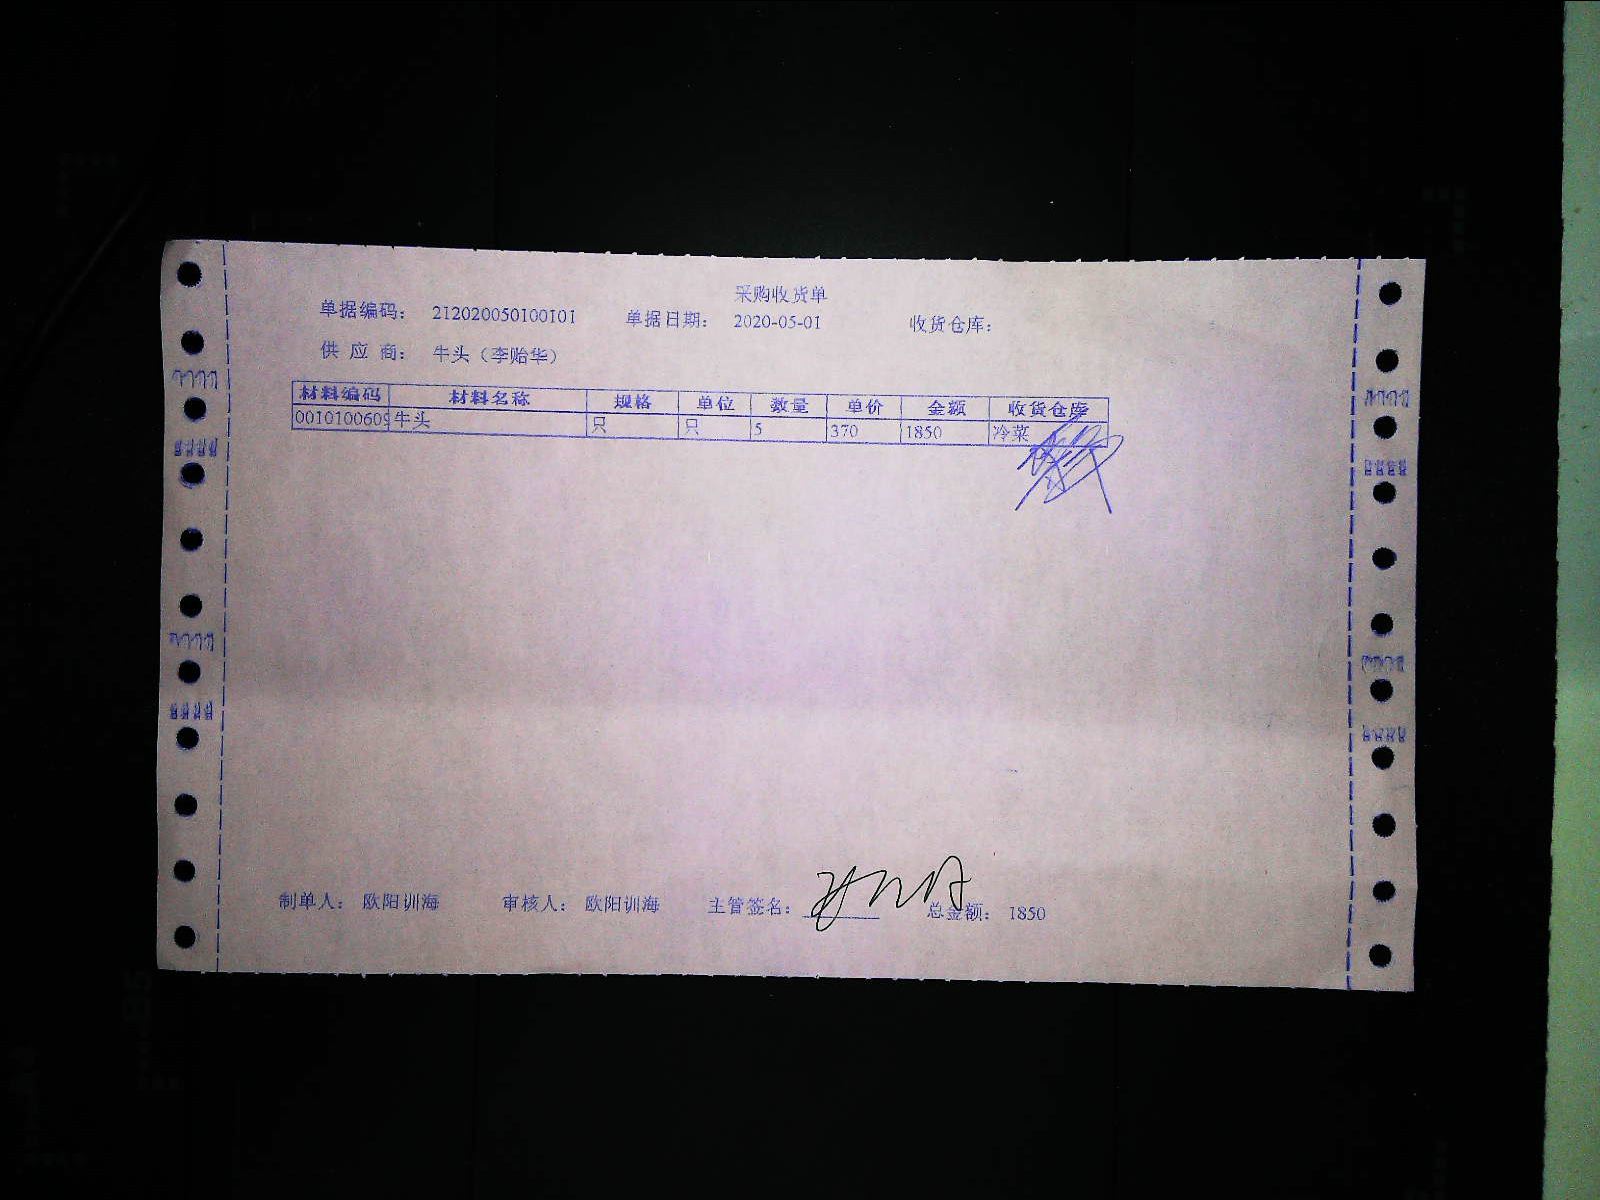 采购收货单
单据编码： 212020050100101 单据日期： 2020-05-01 收货仓库：
供 应 商： 牛头（李贻华）
材料编码 材料名称 规格 单位 数量 单价 金额 收货仓库
0010100609 牛头 只 只 5 370 1850 冷菜
制单人： 欧阳训海 审核人： 欧阳训海 主管签名： 总金额： 1850